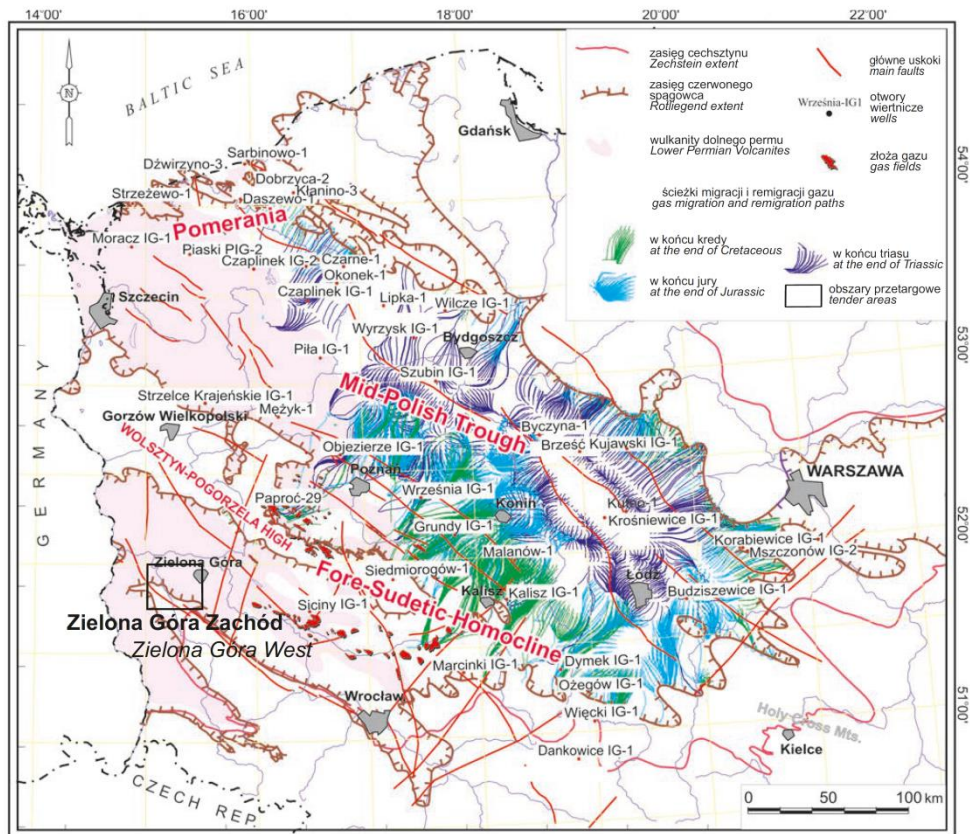 14°00' 16°00' 18°00' 20°00' 22°00'
BALTIC SEA
N
zasięg cechsztynu
Zechstein extent
zasięg czerwonego
spągowca
Rotliegend extent
wulkanity dolnego permu
Lower Permian Volcanites
ścieżki migracji i remigracji gazu
gas migration and remigration paths
w końcu kredy
at the end of Cretaceous
w końcu jury
at the end of Jurassic
główne uskoki
main faults
Września-IG1
otwory
wiertnicze
wells
złoża gazu
gas fields
w końcu triasu
at the end of Triassic
obszary przetargowe
tender areas
54°00'
53°00'
52°00'
51°00'
Gdańsk
Sarbinowo-1
Dźwirzyno-3
Dobrzyca-2
Kłanino-3
Strzeżewo-1
Daszewo-1
Pomerania
Moracz IG-1
Piaski PIG-2
Czarne-1
Czaplinek IG-2
Okonek-1
Szczecin
Czaplinek IG-1
Lipka-1
Wilcze IG-1
Wyrzysk IG-1
Bydgoszcz
Piła IG-1
Szubin IG-1
GERMANY
Mid-Polish Trough
Strzelce Krajeńskie IG-1
Mężyk-1
Gorzów Wielkopolski
Byczyna-1
Brześć Kujawski IG-1
WOLSZTYN-POGORZELA HIGH
Objezierze IG-1
Poznań
WARSZAWA
Paproć-29
Września IG-1
Konin
Kutno-1
Krośniewice IG-1
Grundy IG-1
Korabiewice IG-1
Mszczonów IG-2
Malanów-1
Siedmiorogów-1
Zielona Góra
Fore-Sudetic Homocline
Łódź
Kalisz
Kalisz IG-1
Budziszewice IG-1
Siciny IG-1
Zielona Góra Zachód
Zielona Góra West
Marcinki IG-1
Dymek IG-1
Ożegów IG-1
Wrocław
Więcki IG-1
Holy Cross Mts.
Kielce
Dankowice IG-1
CZECH REP.
0 50 100 km